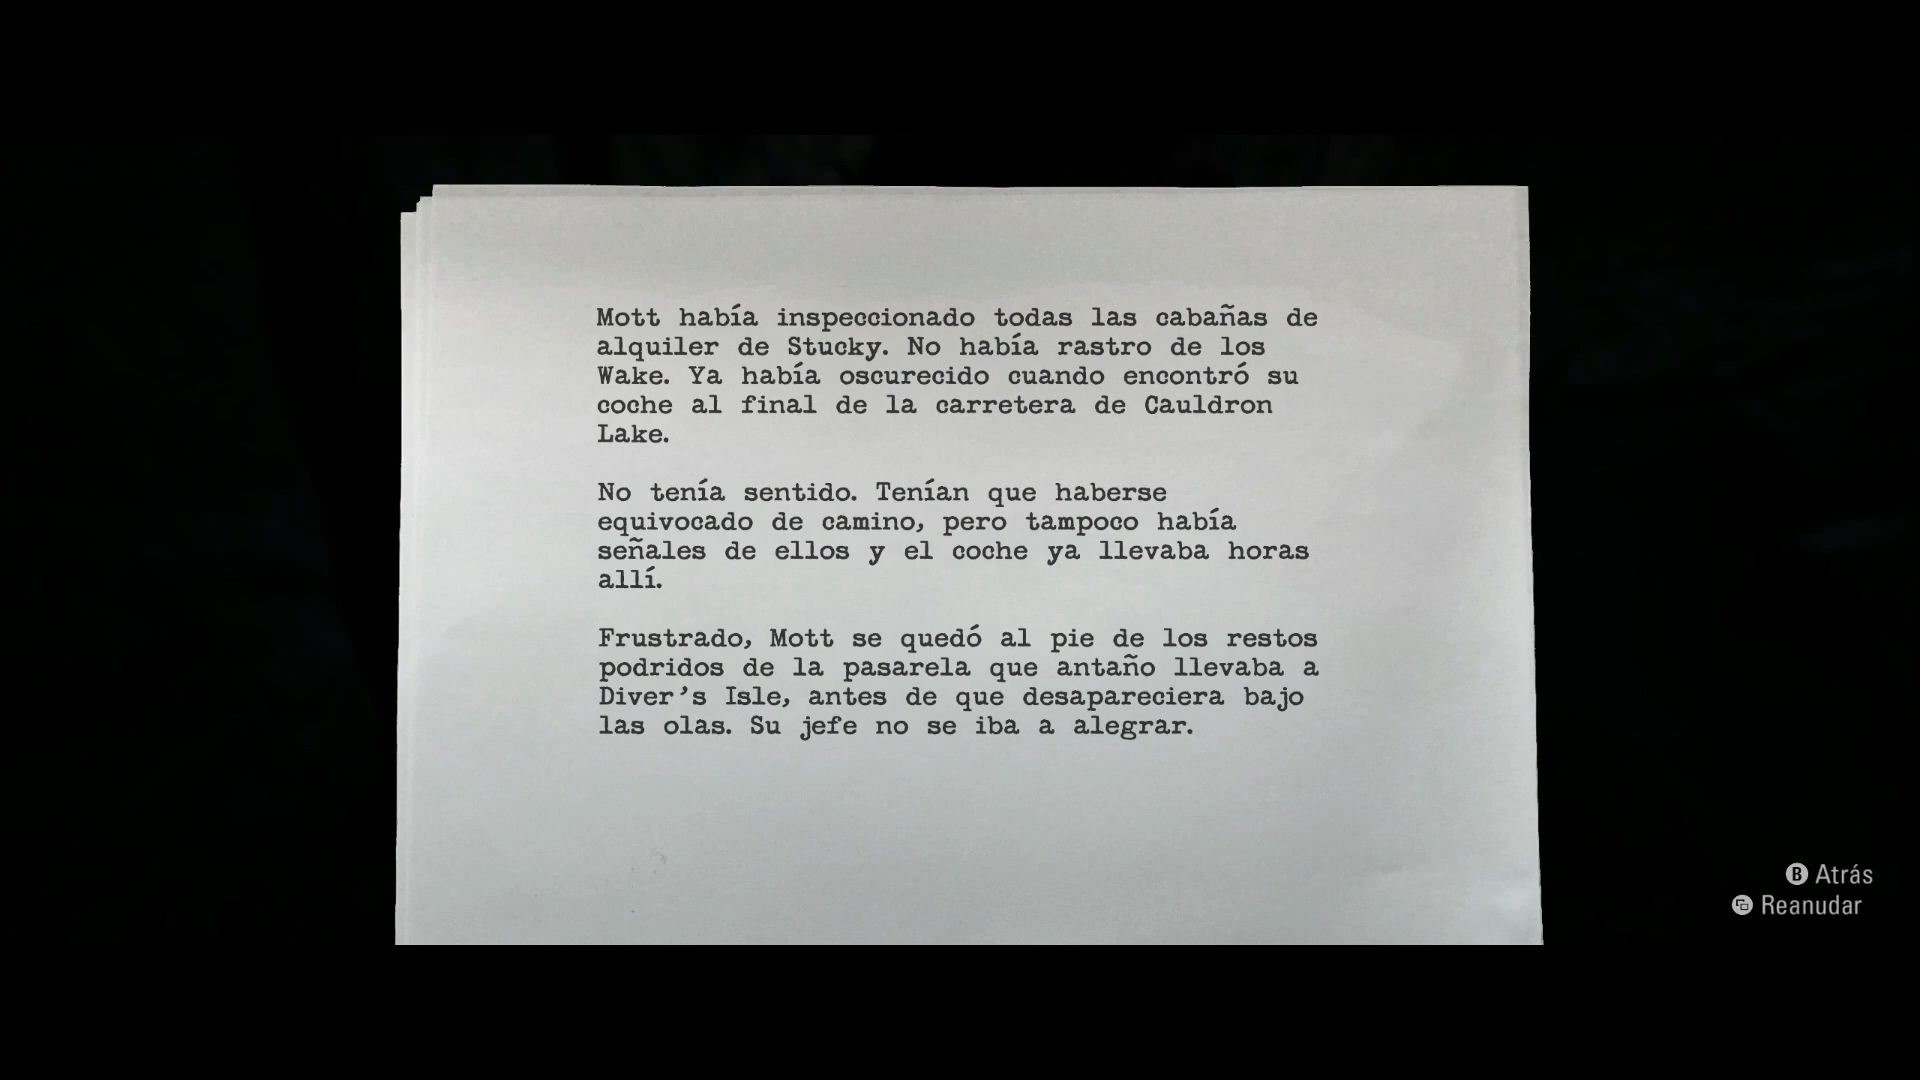 Mott había inspeccionado todas las cabañas de
alquiler de Stucky. No había rastro de los
Wake. Ya había oscurecido cuando encontró su
coche al final de la carretera de Cauldron
Lake.
No tenía sentido. Tenían que haberse
equivocado de camino, pero tampoco había
señales de ellos y el coche ya llevaba horas
allí.
Frustrado, Mott se quedó al pie de los restos
podridos de la pasarela que antaño llevaba a
Diver's Isle, antes de que desapareciera bajo
las olas. Su jefe no se iba a alegrar.
B Atrás
Reanudar